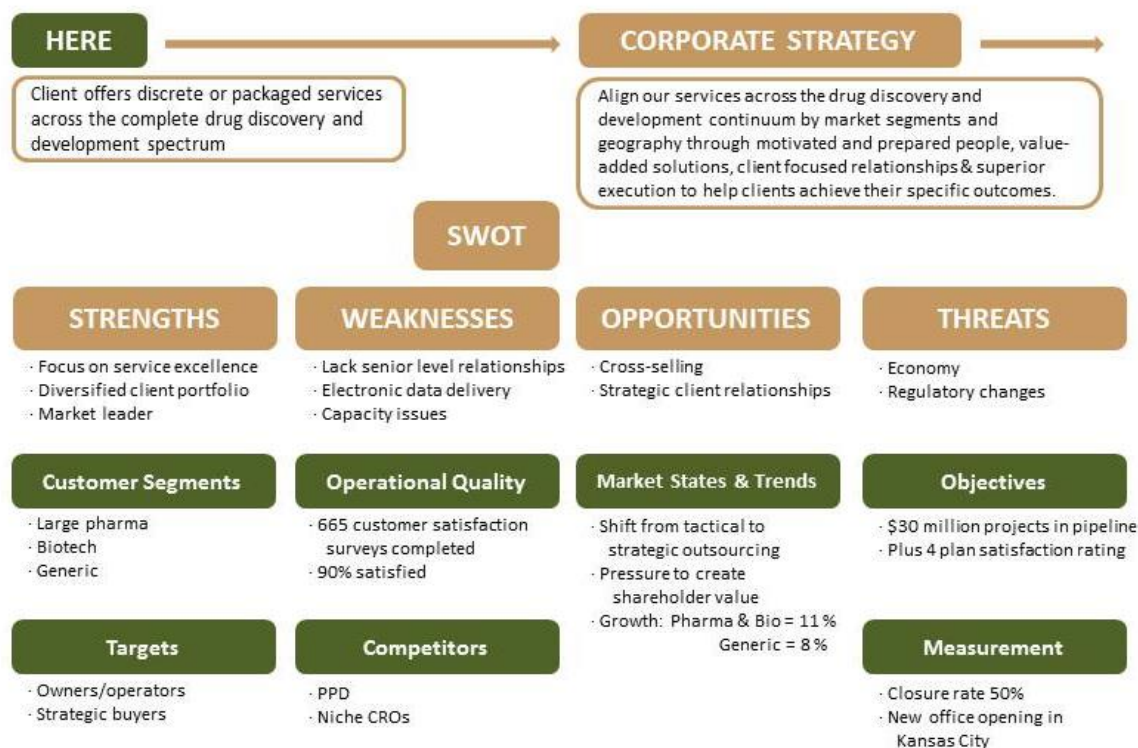 HERE
CORPORATE STRATEGY
Client offers discrete or packaged services
across the complete drug discovery and
development spectrum
Align our services across the drug discovery and
development continuum by market segments and
geography through motivated and prepared people, value-
added solutions, client focused relationships & superior
execution to help clients achieve their specific outcomes.
SWOT
STRENGTHS
· Focus on service excellence
· Diversified client portfolio
· Market leader
WEAKNESSES
· Lack senior level relationships
· Electronic data delivery
· Capacity issues
OPPORTUNITIES
· Cross-selling
· Strategic client relationships
THREATS
· Economy
· Regulatory changes
Customer Segments
· Large pharma
· Biotech
· Generic
Operational Quality
· 665 customer satisfaction
surveys completed
· 90% satisfied
Market States & Trends
· Shift from tactical to
strategic outsourcing
· Pressure to create
shareholder value
· Growth: Pharma & Bio = 11 %
Generic = 8 %
Objectives
· $30 million projects in pipeline
· Plus 4 plan satisfaction rating
Targets
· Owners/operators
· Strategic buyers
Competitors
· PPD
· Niche CROs
Measurement
· Closure rate 50%
· New office opening in
Kansas City